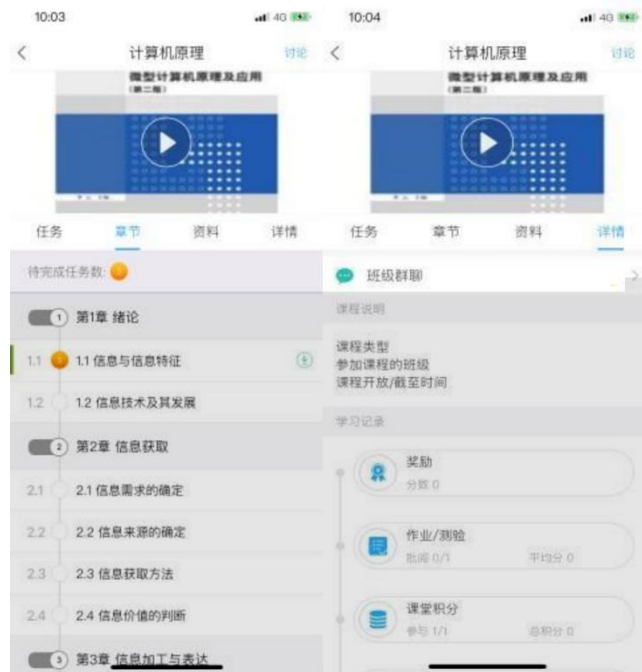 10:03
4G
计算机原理
讨论
微型计算机原理及应用
(第二版)
任务
章节
资料
详情
待完成任务数:
1
第1章 绪论
1.1
1.1 信息与信息特征
1.2
1.2 信息技术及其发展
2
第2章 信息获取
2.1
2.1 信息需求的确定
2.2
2.2 信息来源的确定
2.3
2.3 信息获取方法
2.4
2.4 信息价值的判断
3
第3章 信息加工与表达
10:04
4G
计算机原理
讨论
微型计算机原理及应用
(第二版)
任务
章节
资料
详情
班级群聊
课程说明
课程类型
参加课程的班级
课程开放/截至时间
学习记录
奖励
分数 0
作业/测验
批阅 0/1
平均分 0
课堂积分
参与 1/1
总积分 0